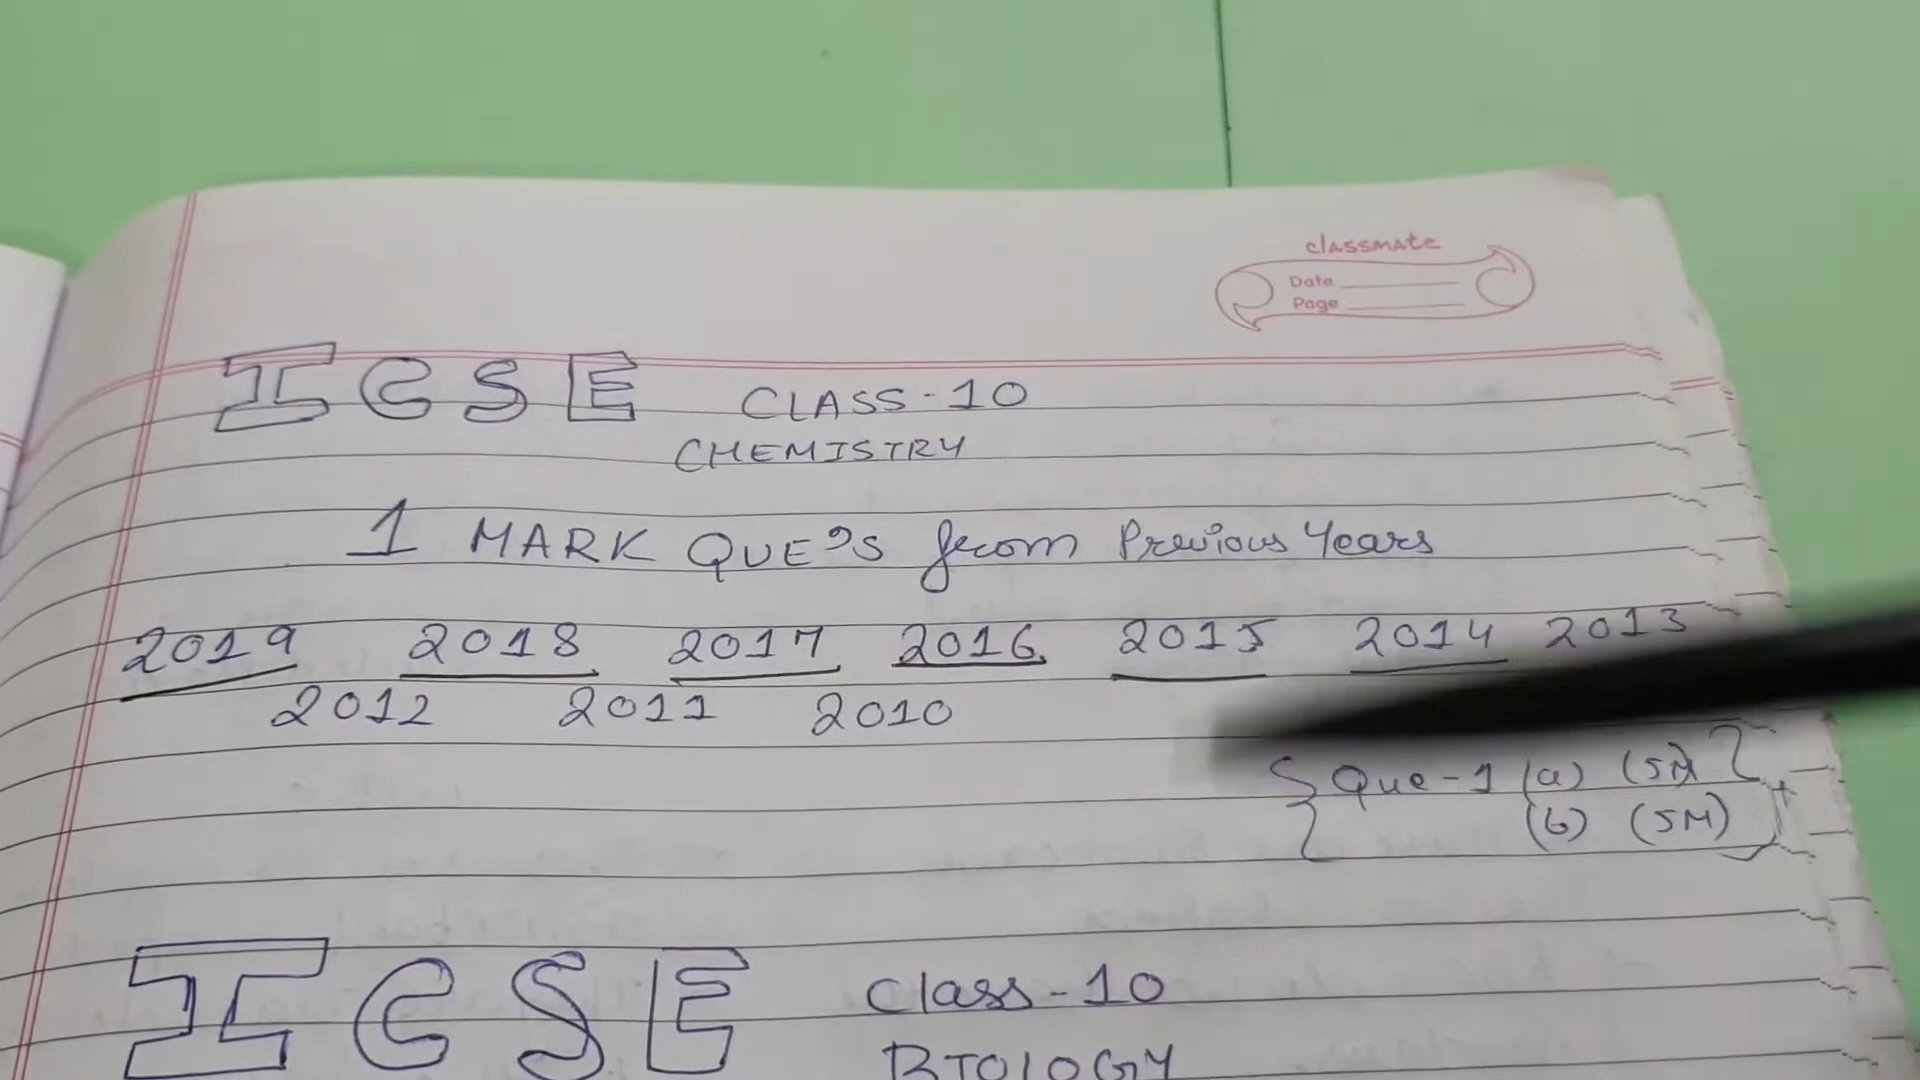 classmate
Date
Page
ICSE CLASS-10
CHEMISTRY
1 MARK QUE'S from Previous Years
2019 2018 2017 2016 2015 2014 2013
2012 2011 2010
{Que-1 (a) (5M)}
(b) (5M)
ICSE Class-10
BIOLOGY